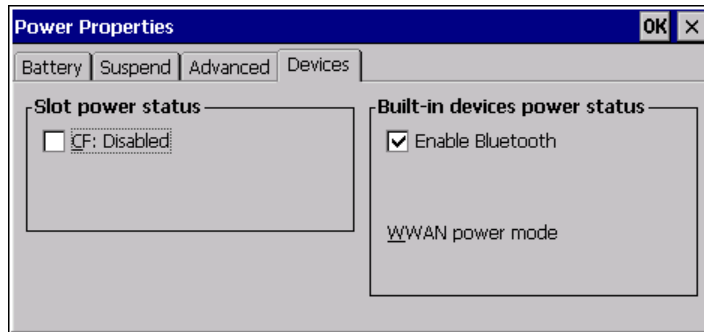 Power Properties OK ×
Battery Suspend Advanced Devices
Slot power status
CF: Disabled
Built-in devices power status
Enable Bluetooth
WWAN power mode